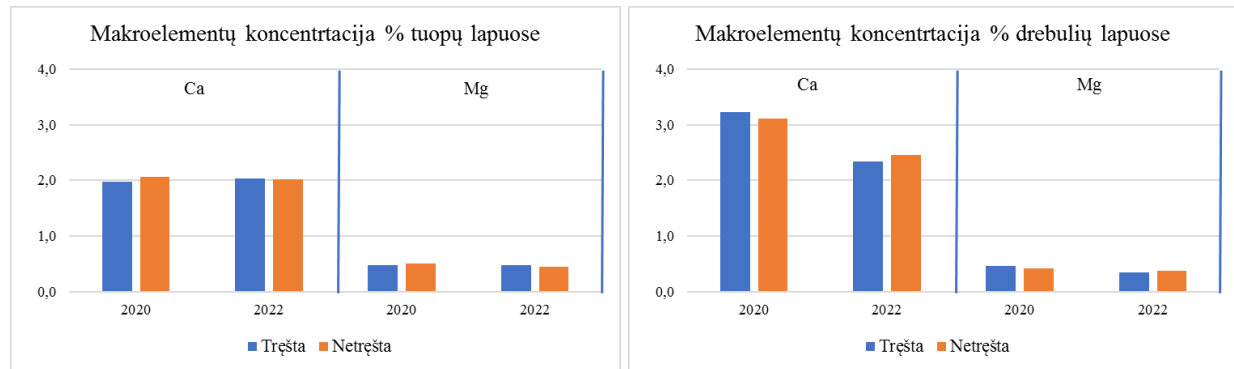 Makroelementų koncentrtacija % tuopų lapuose
4,0
Ca
Mg
3,0
2,0
1,0
0,0
2020
2022
2020
2022
Tręšta
Netręšta
Makroelementų koncentrtacija % drebulių lapuose
4,0
Ca
Mg
3,0
2,0
1,0
0,0
2020
2022
2020
2022
Tręšta
Netręšta